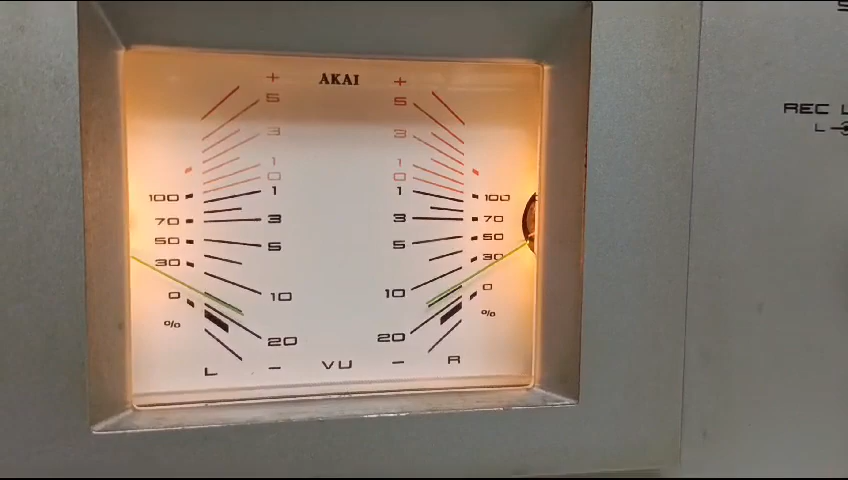 + AKAI +
5 5
3 3
1 1
0 0
100 1 1 100
70 3 3 70
50 5 5 50
30 30
0 10 10 0
% 20 20 %
L − VU − R
REC L
L